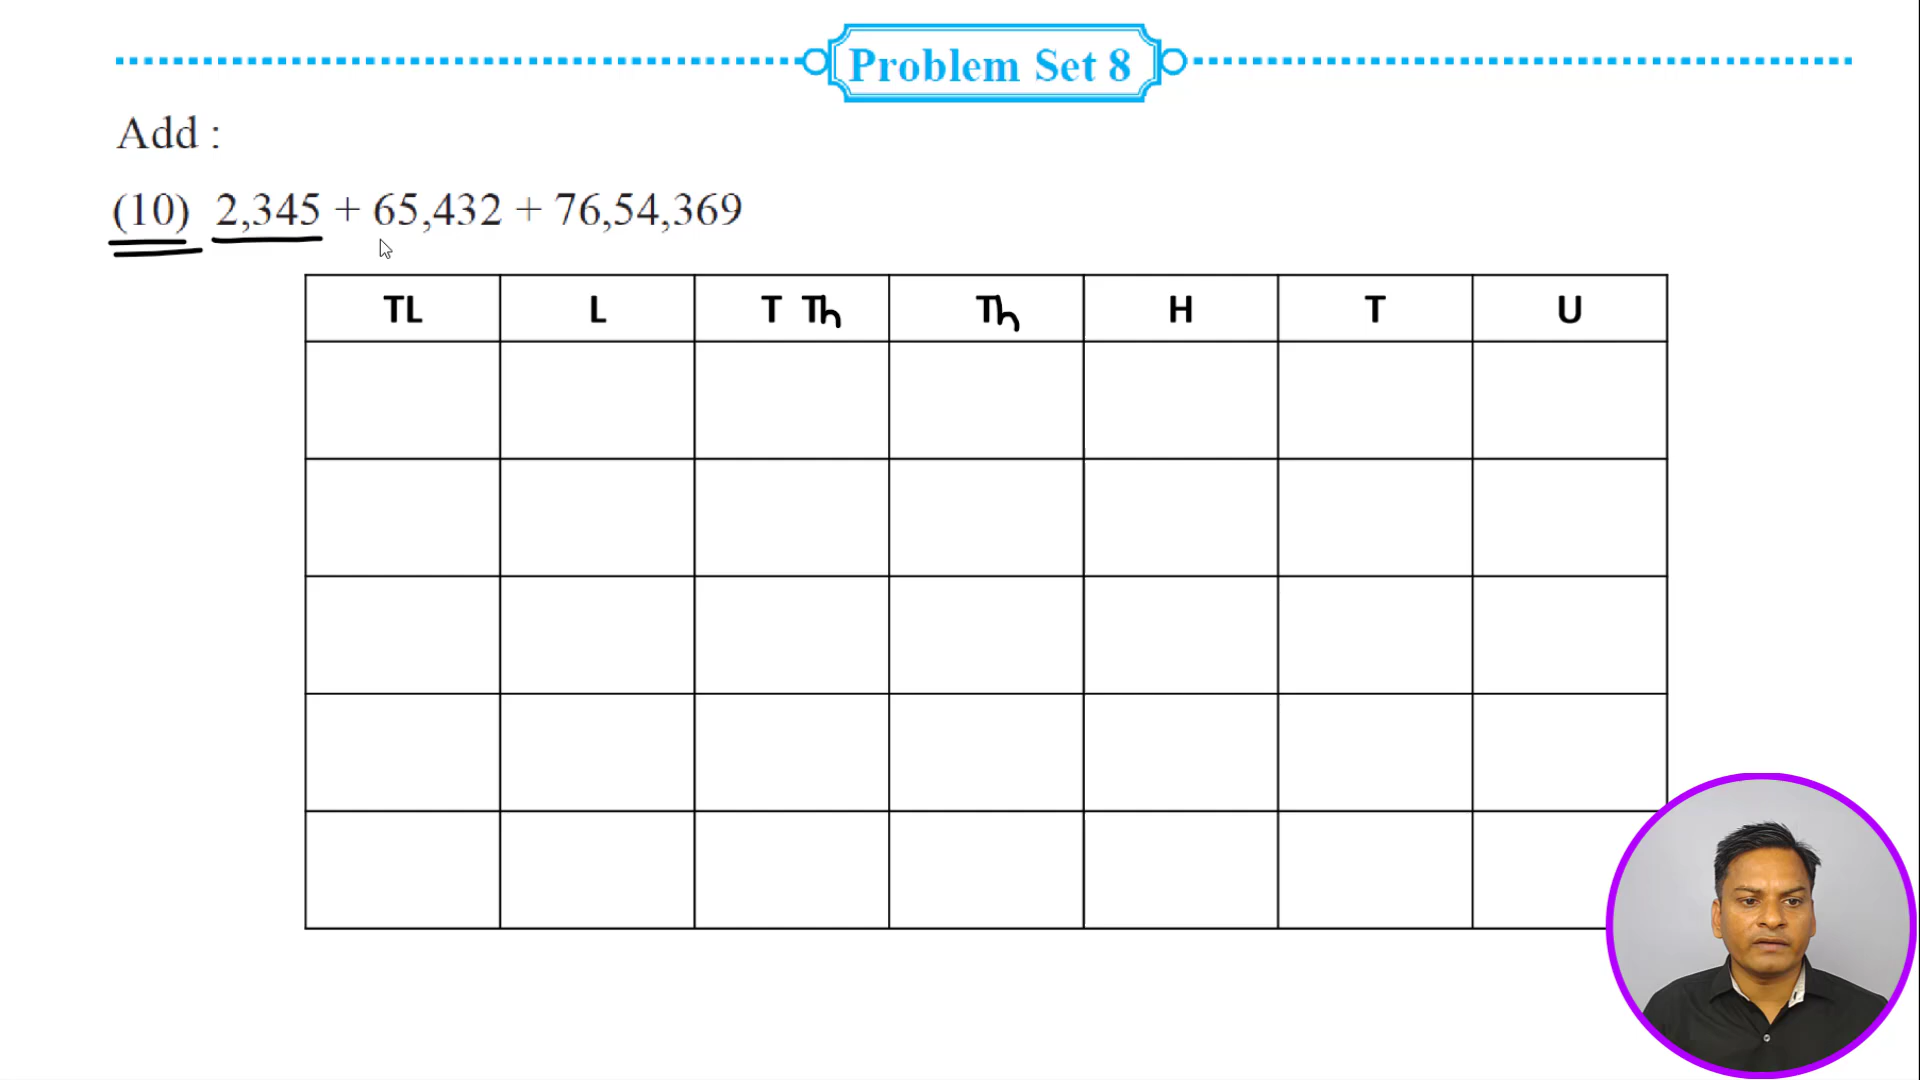 Problem Set 8
Add :
(10) 2,345 + 65,432 + 76,54,369
TL L T Th Th H T U